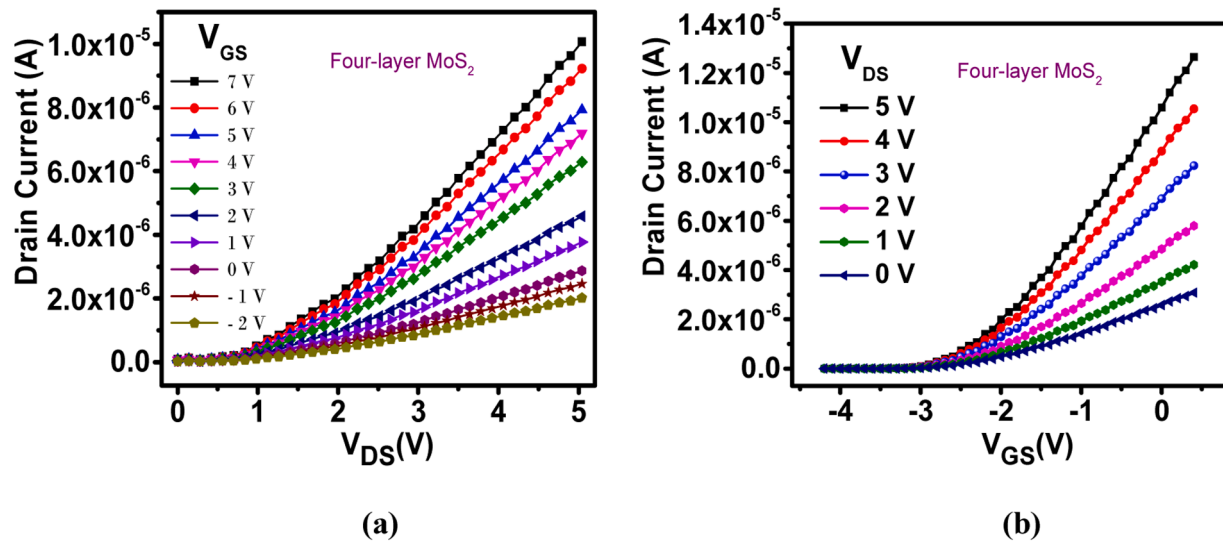 Drain Current (A)
1.0x10⁻⁵
8.0x10⁻⁶
6.0x10⁻⁶
4.0x10⁻⁶
2.0x10⁻⁶
0.0
V_GS
7 V
6 V
5 V
4 V
3 V
2 V
1 V
0 V
- 1 V
- 2 V
Four-layer MoS₂
0 1 2 3 4 5
V_DS(V)
(a)
Drain Current (A)
1.4x10⁻⁵
1.2x10⁻⁵
1.0x10⁻⁵
8.0x10⁻⁶
6.0x10⁻⁶
4.0x10⁻⁶
2.0x10⁻⁶
0.0
V_DS
5 V
4 V
3 V
2 V
1 V
0 V
Four-layer MoS₂
-4 -3 -2 -1 0
V_GS(V)
(b)